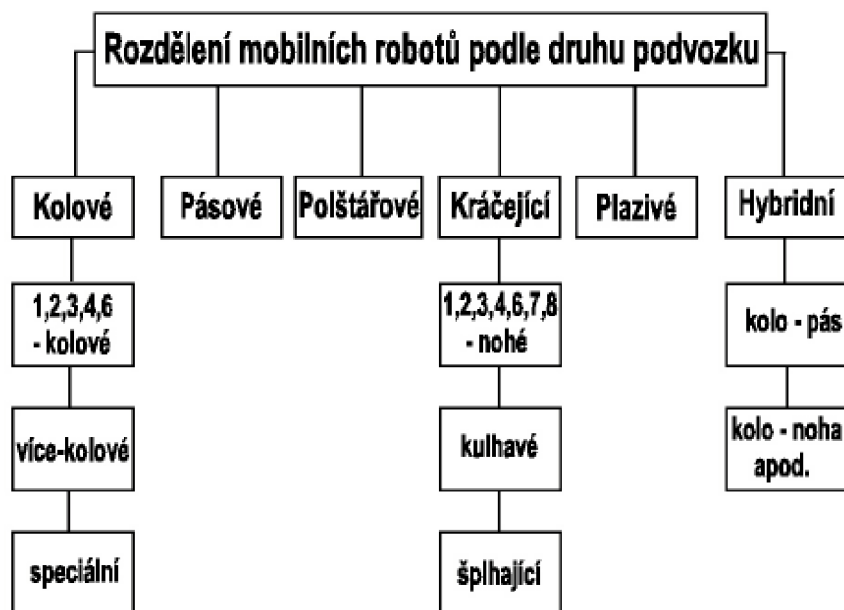 Rozdělení mobilních robotů podle druhu podvozku
Kolové
Pásové
Polštářové
Kráčející
Plazivé
Hybridní
1,2,3,4,6
- kolové
1,2,3,4,6,7,8
- nohé
kolo - pás
více-kolové
kulhavé
kolo - noha
apod.
speciální
šplhající